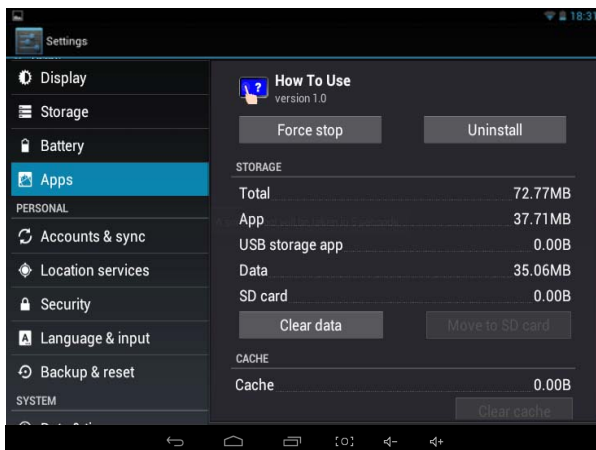 18:31
Settings
Display
Storage
Battery
Apps
PERSONAL
Accounts & sync
Location services
Security
Language & input
Backup & reset
SYSTEM
How To Use
version 1.0
Force stop
Uninstall
STORAGE
Total 72.77MB
App 37.71MB
USB storage app 0.00B
Data 35.06MB
SD card 0.00B
Clear data
Move to SD card
CACHE
Cache 0.00B
Clear cache